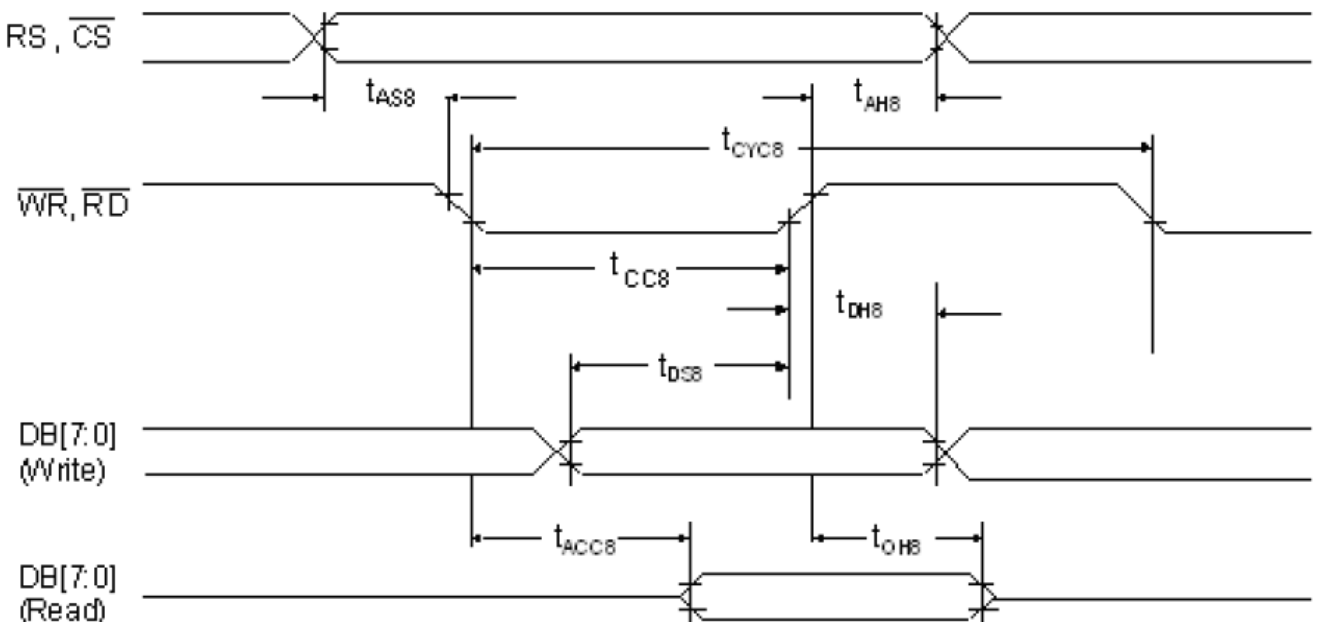 RS , CS
tAS8
tAH8
tCYC8
WR, RD
tCC8
tDH8
tDS8
DB[7:0]
(Write)
tACC8
tOH8
DB[7:0]
(Read)